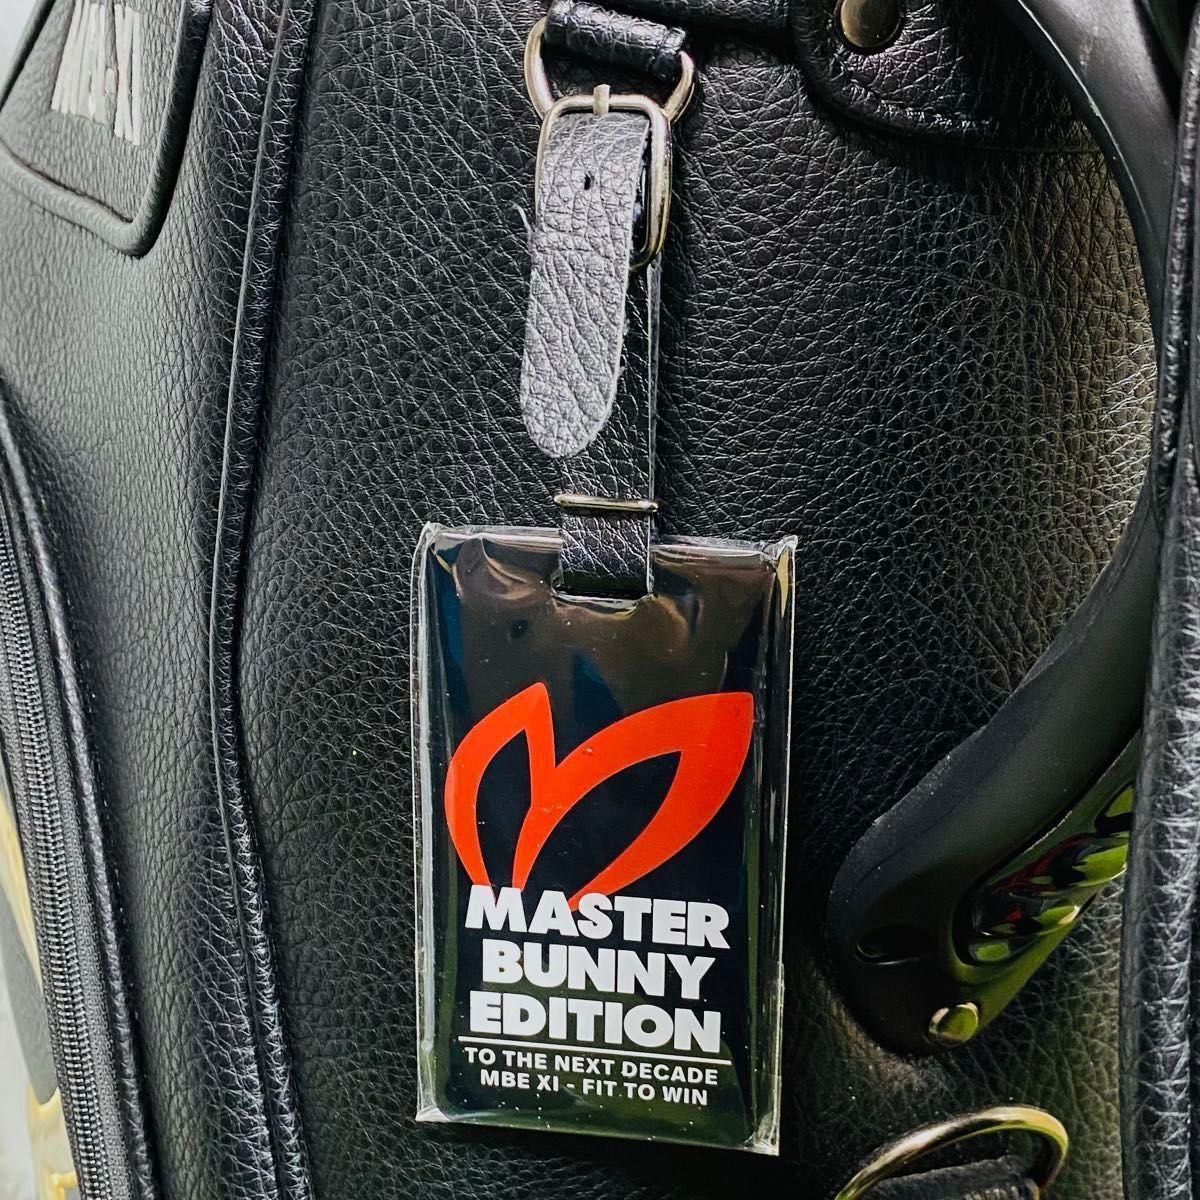 MASTER
BUNNY
EDITION
TO THE NEXT DECADE
MBE XI - FIT TO WIN